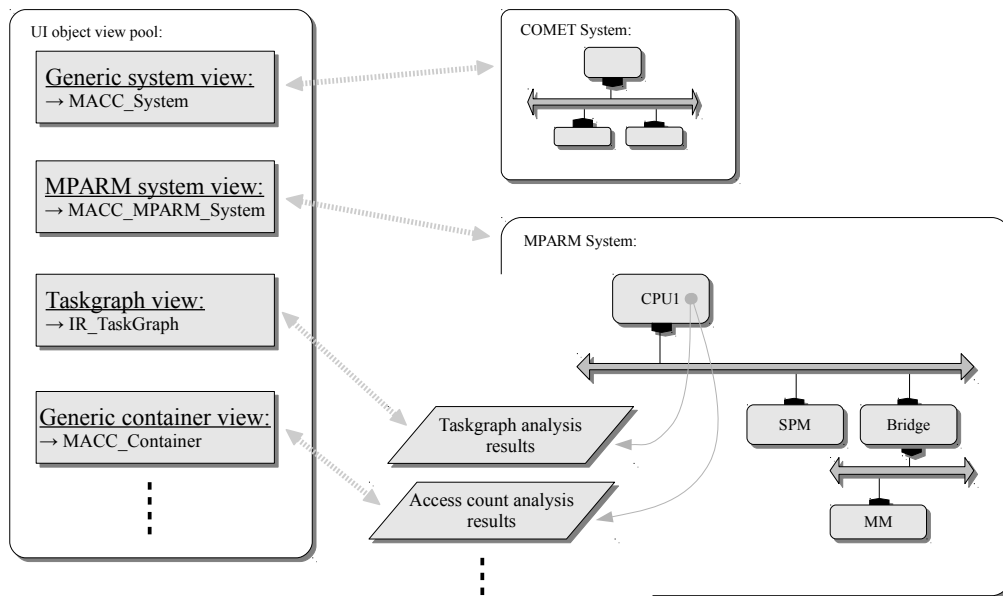 UI object view pool:
Generic system view:
→ MACC_System
MPARM system view:
→ MACC_MPARM_System
Taskgraph view:
→ IR_TaskGraph
Generic container view:
→ MACC_Container
COMET System:
MPARM System:
CPU1
SPM
Bridge
MM
Taskgraph analysis
results
Access count analysis
results